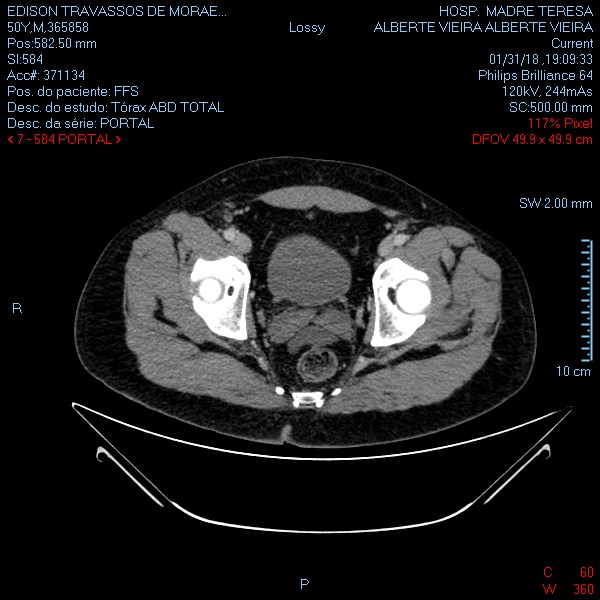 EDISON TRAVASSOS DE MORAE...
50Y,M,365858
Pos:582.50 mm
SI:584
Acc#: 371134
Pos. do paciente: FFS
Desc. do estudo: Tórax ABD TOTAL
Desc. da série: PORTAL
< 7 - 584 PORTAL >
Lossy
HOSP. MADRE TERESA
ALBERTE VIEIRA ALBERTE VIEIRA
Current
01/31/18 ,19:09:33
Philips Brilliance 64
120kV, 244mAs
SC:500.00 mm
117% Pixel
DFOV 49.9 x 49.9 cm
SW 2.00 mm
R
10 cm
P
C 60
W 360